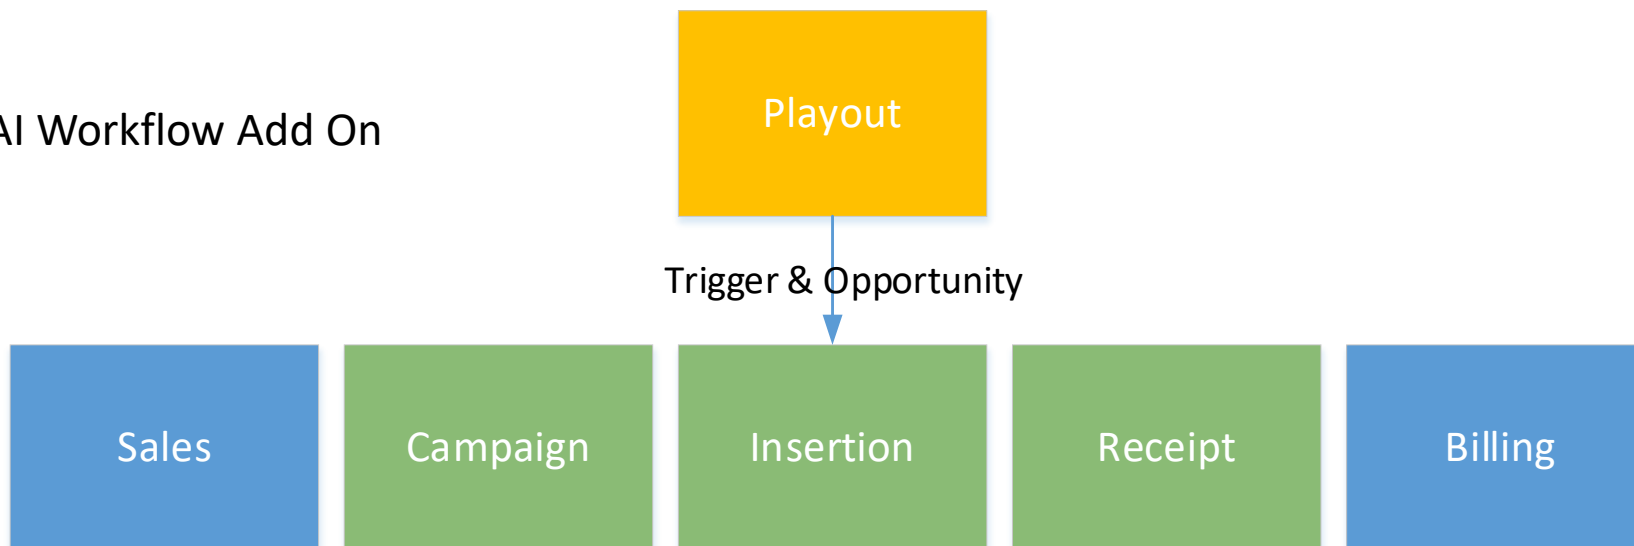 Playout
AI Workflow Add On
Trigger & Opportunity
Sales
Campaign
Insertion
Receipt
Billing